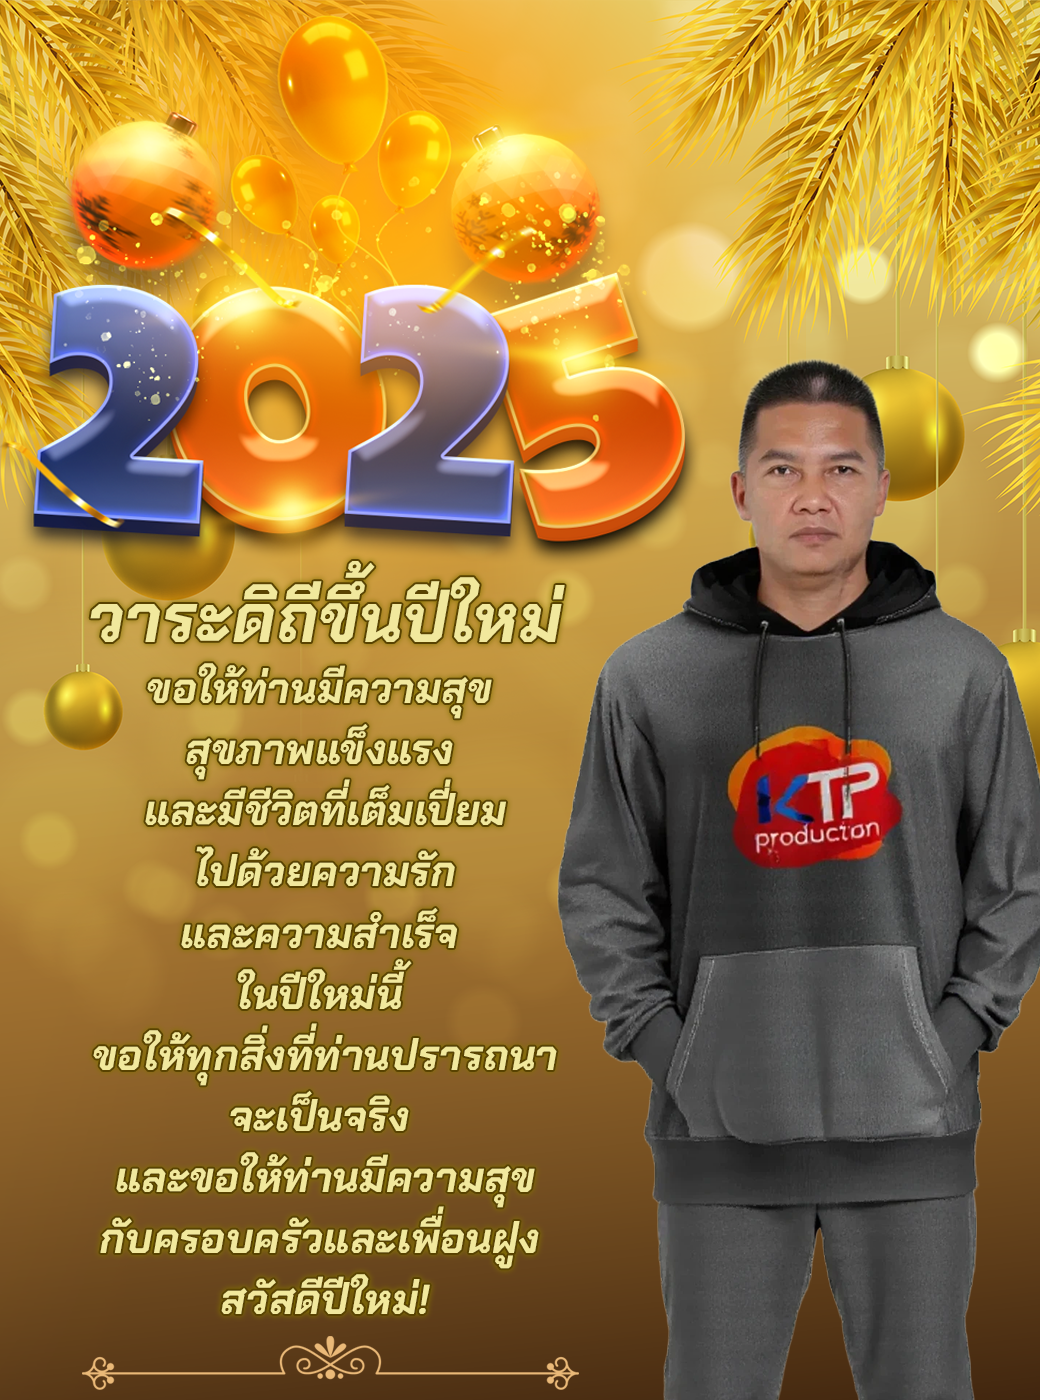 2025
วาระดิถีขึ้นปีใหม่
ขอให้ท่านมีความสุข
สุขภาพแข็งแรง
และมีชีวิตที่เต็มเปี่ยม
ไปด้วยความรัก
และความสำเร็จ
ในปีใหม่นี้
ขอให้ทุกสิ่งที่ท่านปรารถนา
จะเป็นจริง
และขอให้ท่านมีความสุข
กับครอบครัวและเพื่อนฝูง
สวัสดีปีใหม่!
KTP
production